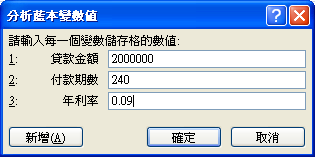 分析藍本變數值
請輸入每一個變數儲存格的數值:
1: 貸款金額 2000000
2: 付款期數 240
3: 年利率 0.09
新增(A) 確定 取消